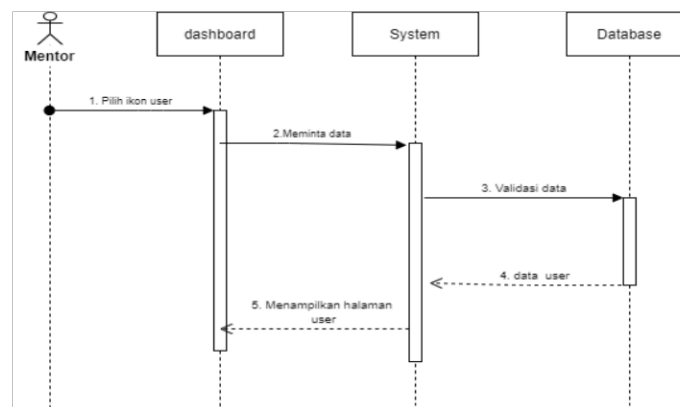 Mentor
dashboard
System
Database
1. Pilih ikon user
2.Meminta data
3. Validasi data
4. data user
5. Menampilkan halaman
user